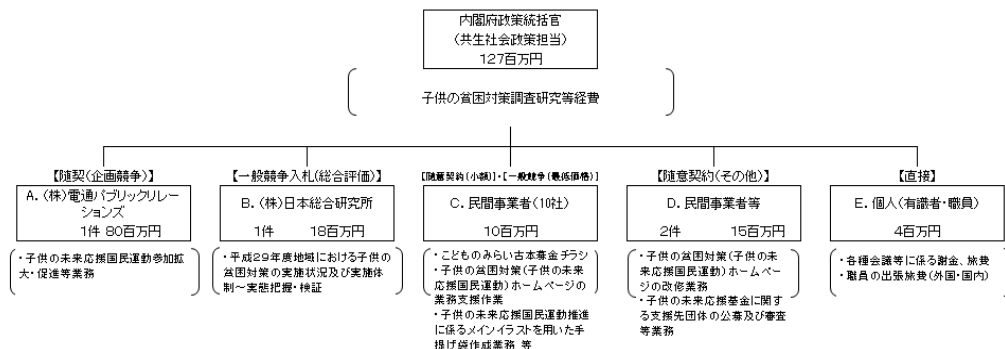 内閣府政策統括官
(共生社会政策担当)
127百万円
子供の貧困対策調査研究等経費
【随契(企画競争)】
A. (株)電通パブリックリレー
ションズ
1件 80百万円
・子供の未来応援国民運動参加拡
大・促進等業務
【一般競争入札(総合評価)】
B. (株)日本総合研究所
1件 18百万円
・平成29年度地域における子供の
貧困対策の実施状況及び実施体
制～実態把握・検証
【随意契約(小額)】・【一般競争(最低価格)】
C. 民間事業者(10社)
10百万円
・こどものみらい古本募金チラシ
・子供の貧困対策(子供の未来
応援国民運動)ホームページの
業務支援作業
・子供の未来応援国民運動推進
に係るメインイラストを用いた手
提げ袋作成業務 等
【随意契約(その他)】
D. 民間事業者等
2件 15百万円
・子供の貧困対策(子供の未来
応援国民運動)ホームペー
ジの改修業務
・子供の未来応援基金に関す
る支援先団体の公募及び審査
等業務
【直接】
E. 個人(有識者・職員)
4百万円
・各種会議等に係る謝金、旅費
・職員の出張旅費(外国・国内)